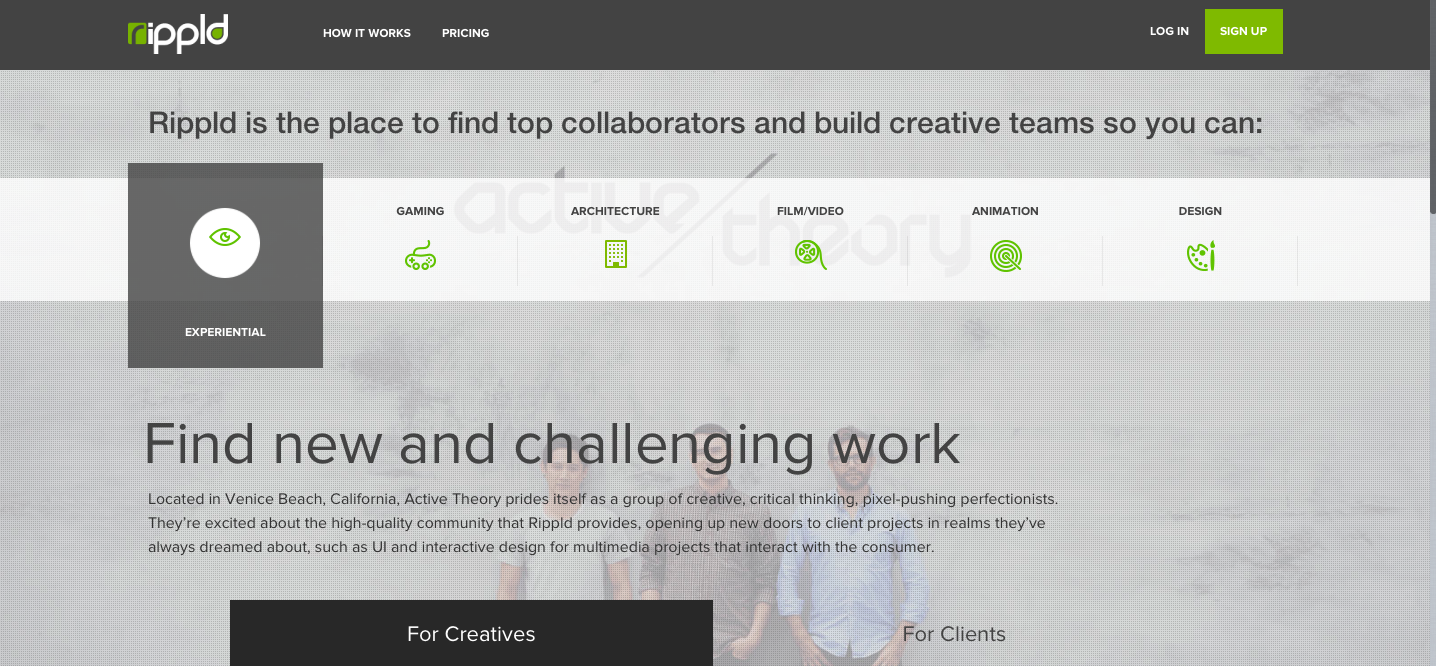 rippld
HOW IT WORKS
PRICING
LOG IN
SIGN UP
Rippld is the place to find top collaborators and build creative teams so you can:
active/theory
EXPERIENTIAL
GAMING
ARCHITECTURE
FILM/VIDEO
ANIMATION
DESIGN
Find new and challenging work
Located in Venice Beach, California, Active Theory prides itself as a group of creative, critical thinking, pixel-pushing perfectionists.
They’re excited about the high-quality community that Rippld provides, opening up new doors to client projects in realms they’ve
always dreamed about, such as UI and interactive design for multimedia projects that interact with the consumer.
For Creatives
For Clients